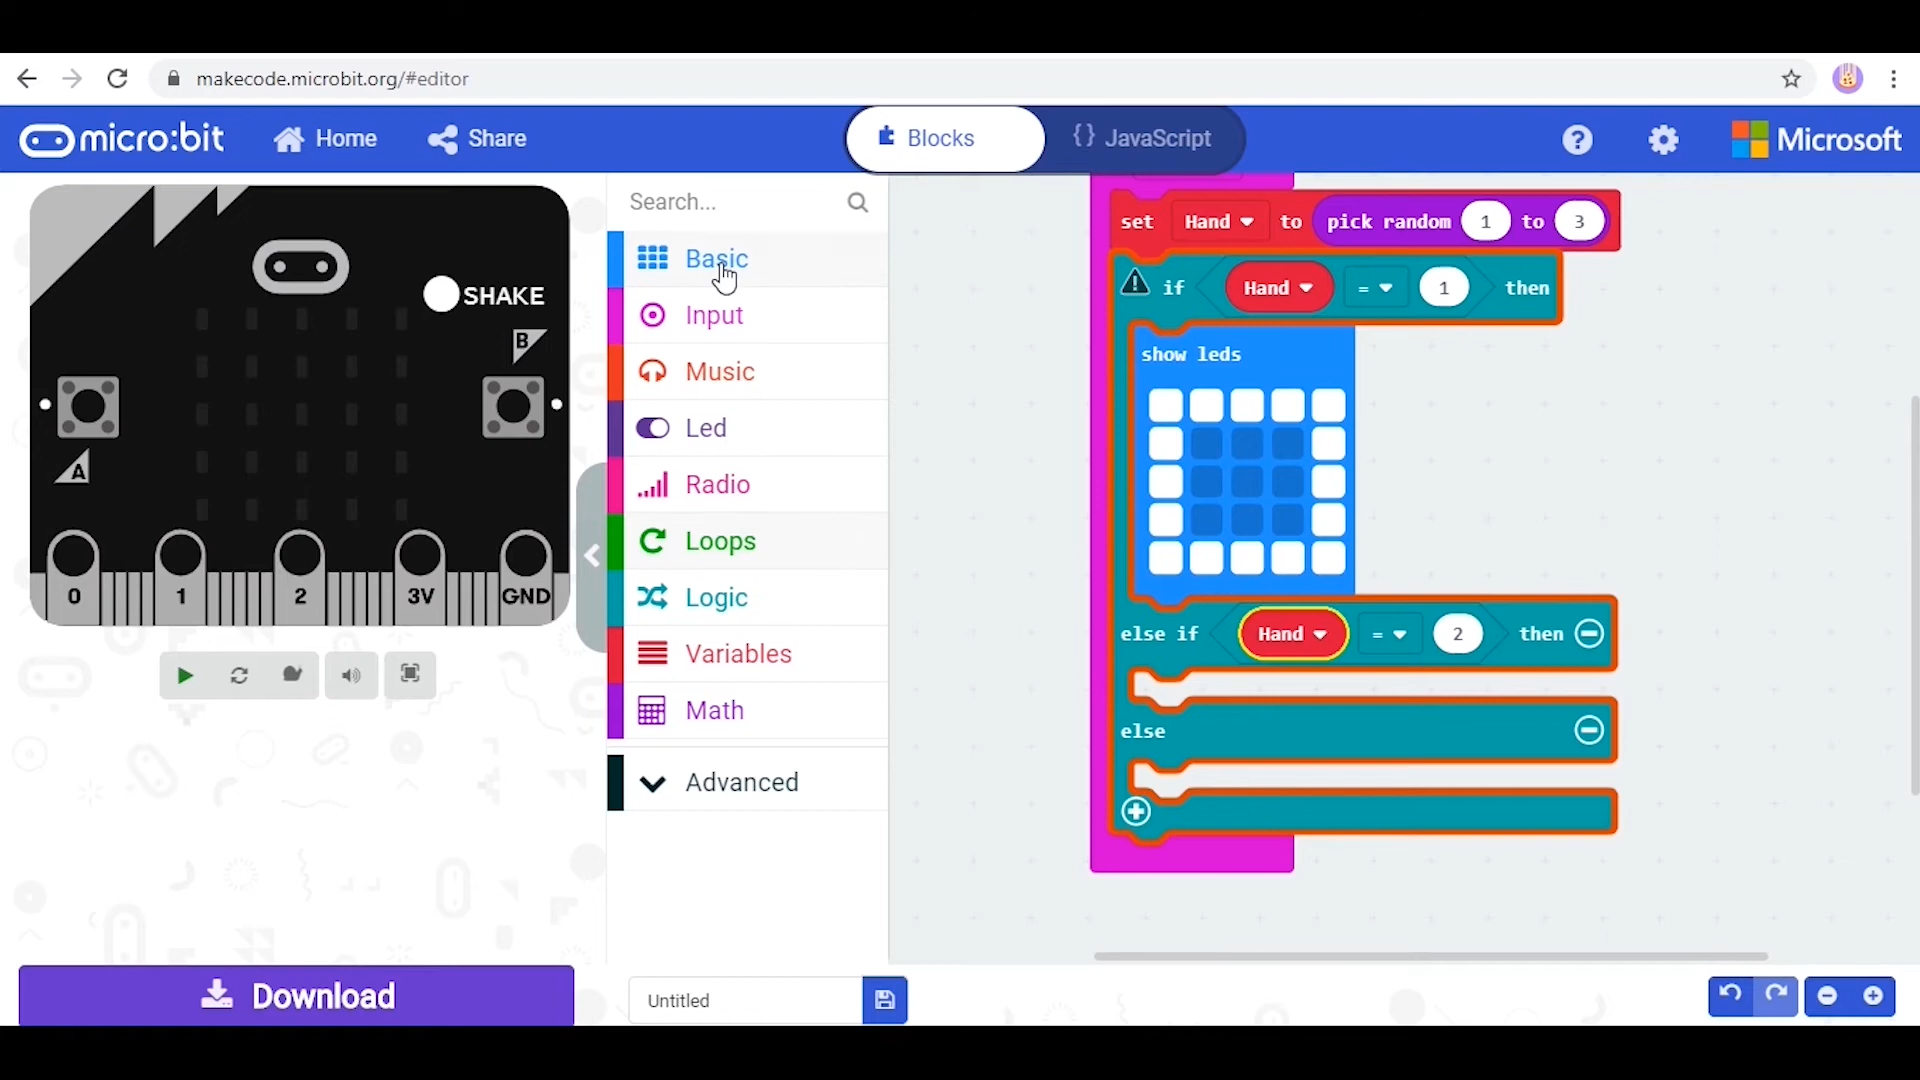 makecode.microbit.org/#editor
micro:bit Home Share Blocks {} JavaScript ? Microsoft
SHAKE
B
A
0 1 2 3V GND
Download
Search...
Basic
Input
Music
Led
Radio
Loops
Logic
Variables
Math
Advanced
Untitled
set Hand to pick random 1 to 3
if Hand = 1 then
show leds
else if Hand = 2 then
else